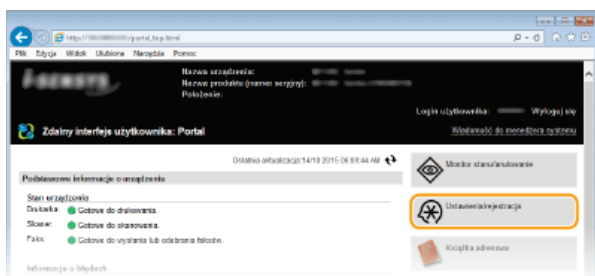 http:// /portal_top.html
Plik Edycja Widok Ulubione Narzędzia Pomoc
Nazwa urządzenia:
Nazwa produktu (numer seryjny):
Położenie:
Login użytkownika: Wyloguj się
Zdalny interfejs użytkownika: Portal
Wiadomość do menedżera systemu
Ostatnia aktualizacja:14/10 2015 06:09:44 AM
Monitor stanu/anulowanie
Podstawowe informacje o urządzeniu
Stan urządzenia
Drukarka: Gotowe do drukowania.
Ustawienia/rejestracja
Skaner: Gotowe do skanowania.
Faks: Gotowe do wysłania lub odebrania faksów.
Książka adresowa
Informacje o błędach